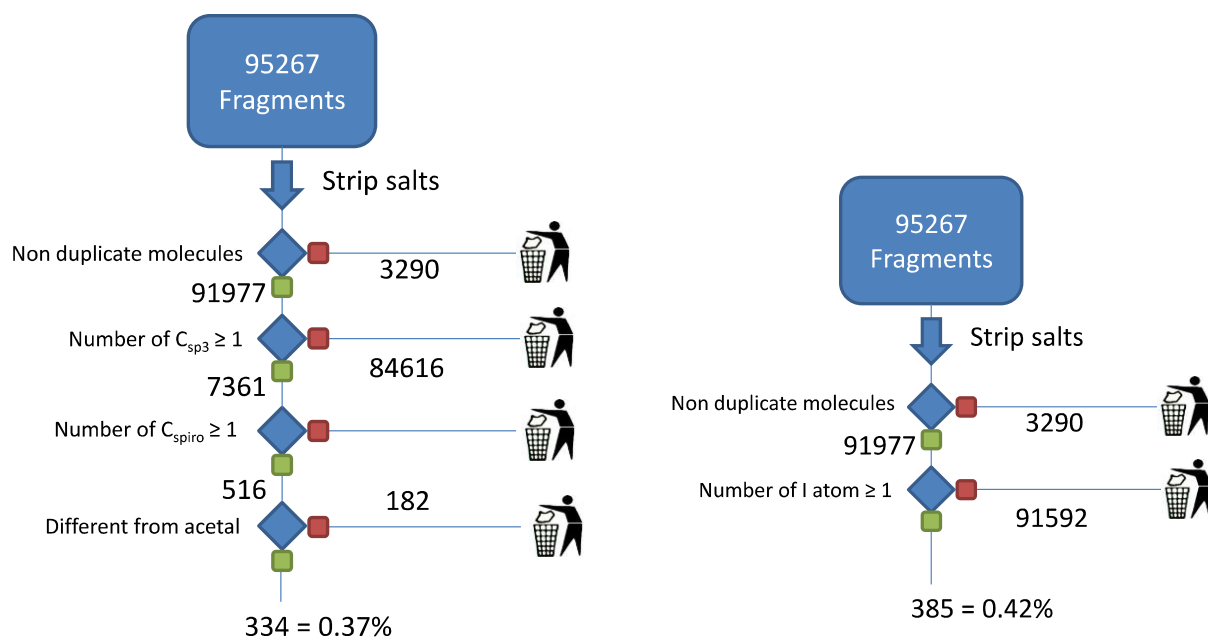 95267
Fragments
Strip salts
Non duplicate molecules
3290
91977
Number of Csp3 ≥ 1
84616
7361
Number of Cspiro ≥ 1
516
182
Different from acetal
334 = 0.37%
95267
Fragments
Strip salts
Non duplicate molecules
3290
91977
Number of I atom ≥ 1
91592
385 = 0.42%